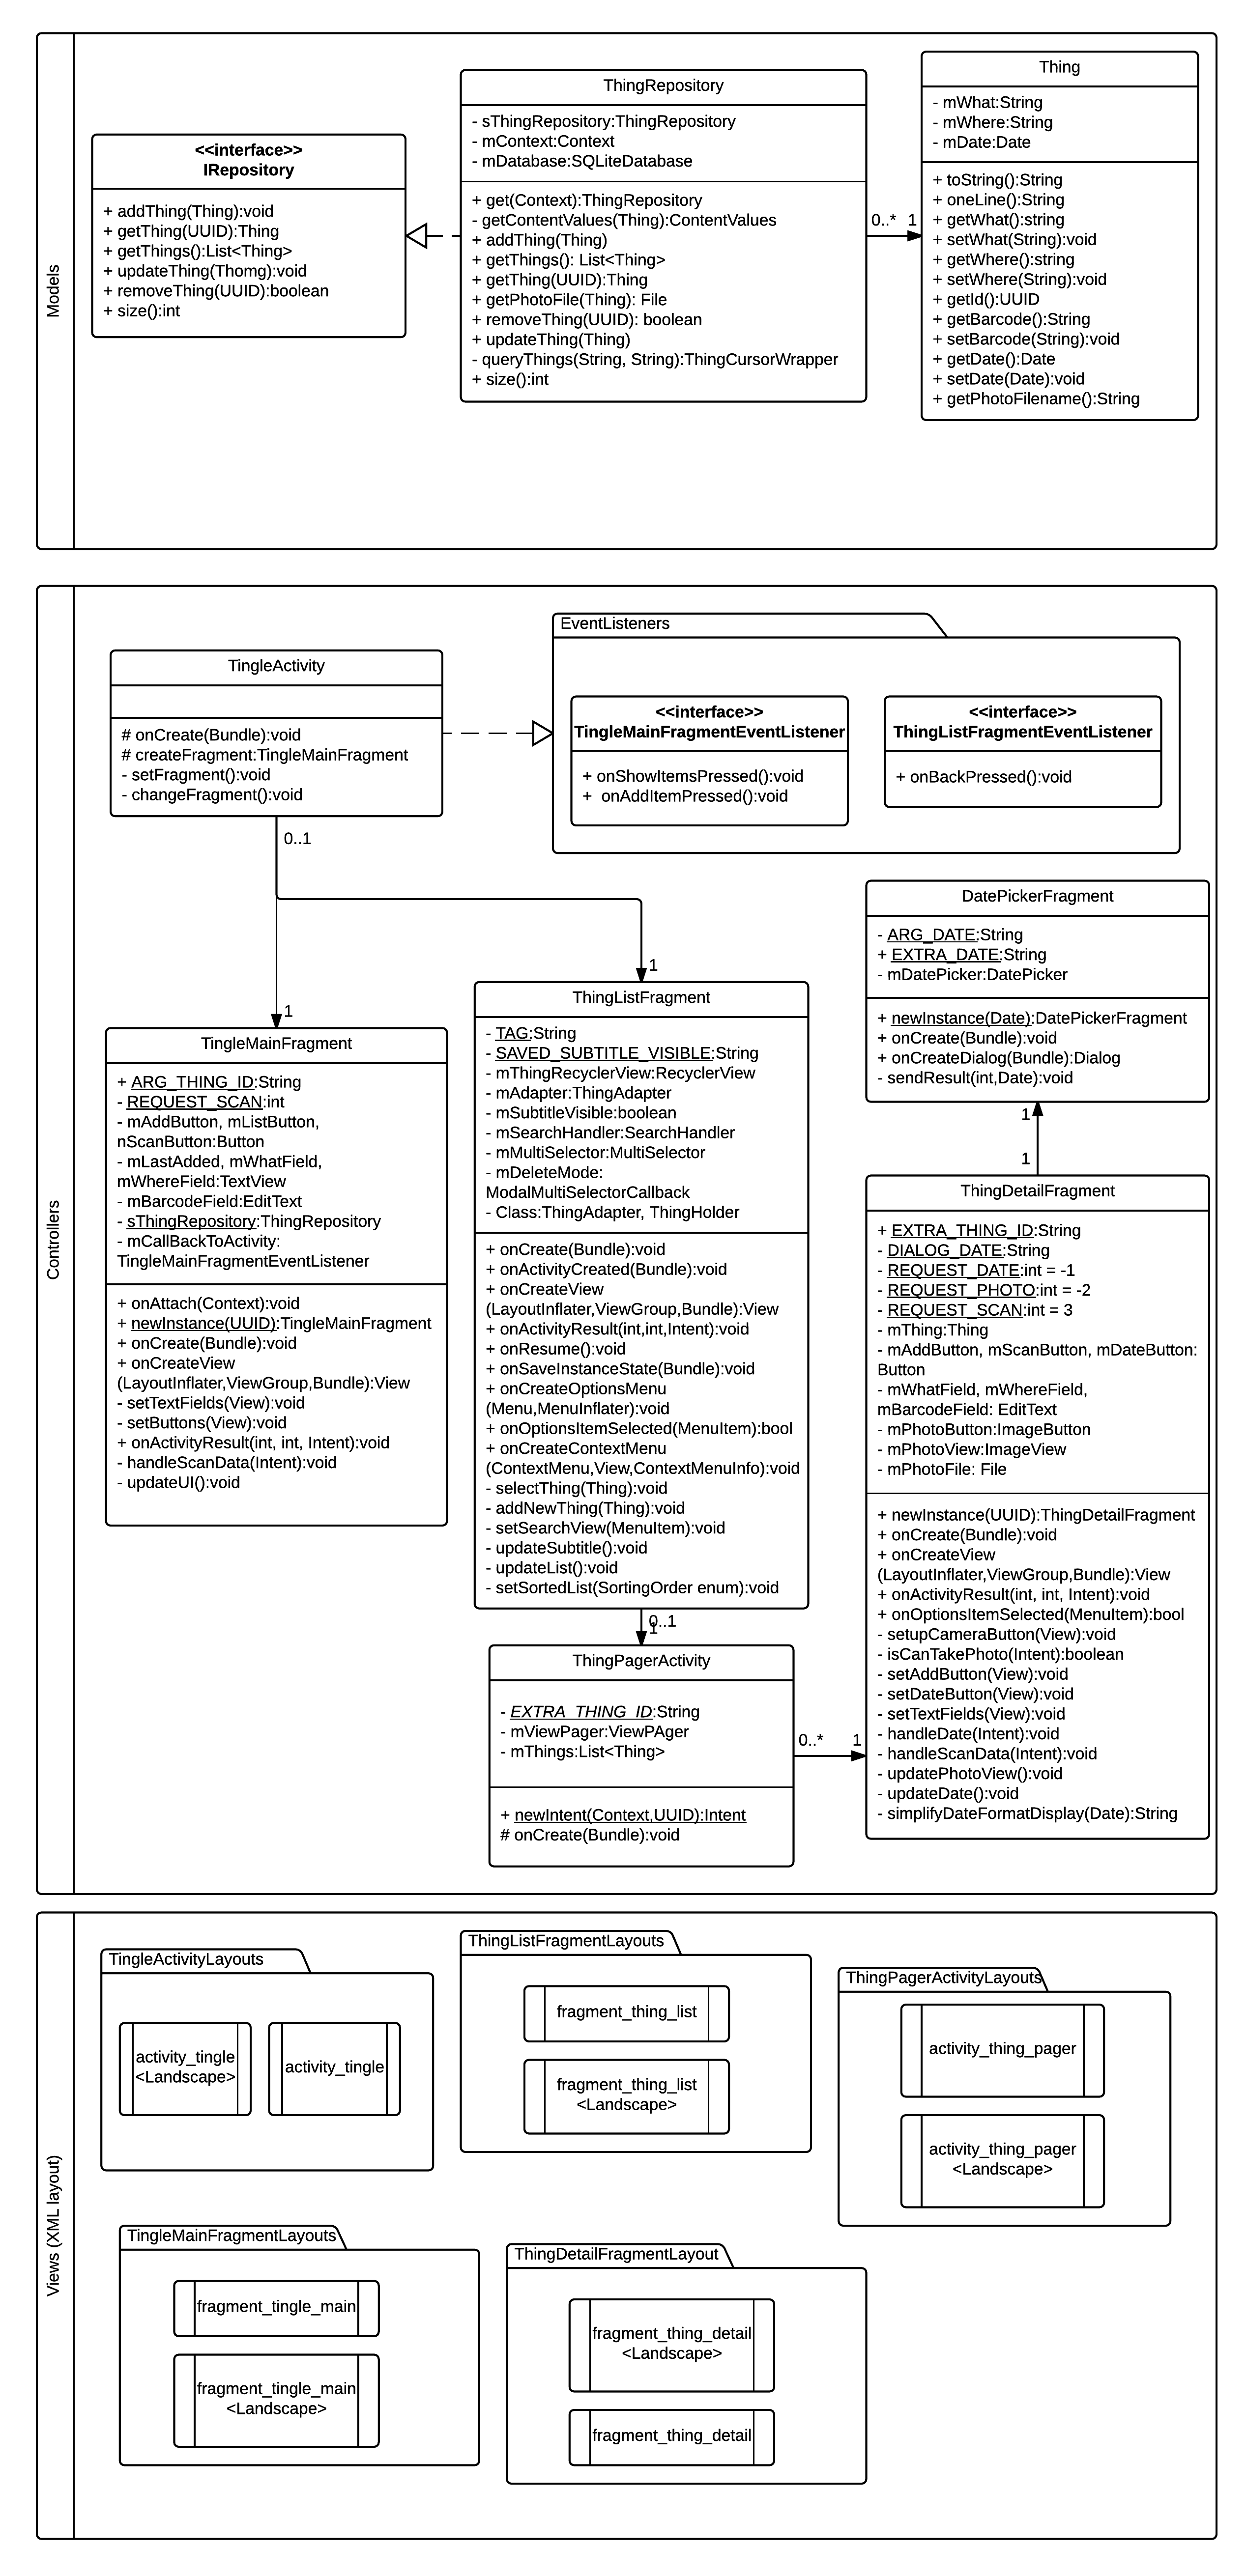 Models
<<interface>>
IRepository
+ addThing(Thing):void
+ getThing(UUID):Thing
+ getThings():List<Thing>
+ updateThing(Thomg):void
+ removeThing(UUID):boolean
+ size():int
ThingRepository
- sThingRepository:ThingRepository
- mContext:Context
- mDatabase:SQLiteDatabase
+ get(Context):ThingRepository
- getContentValues(Thing):ContentValues
+ addThing(Thing)
+ getThings(): List<Thing>
+ getThing(UUID):Thing
+ getPhotoFile(Thing): File
+ removeThing(UUID): boolean
+ updateThing(Thing)
- queryThings(String, String):ThingCursorWrapper
+ size():int
0..* 1
Thing
- mWhat:String
- mWhere:String
- mDate:Date
+ toString():String
+ oneLine():String
+ getWhat():string
+ setWhat(String):void
+ getWhere():string
+ setWhere(String):void
+ getId():UUID
+ getBarcode():String
+ setBarcode(String):void
+ getDate():Date
+ setDate(Date):void
+ getPhotoFilename():String
Controllers
TingleActivity
# onCreate(Bundle):void
# createFragment:TingleMainFragment
- setFragment():void
- changeFragment():void
EventListeners
<<interface>>
TingleMainFragmentEventListener
+ onShowItemsPressed():void
+  onAddItemPressed():void
<<interface>>
ThingListFragmentEventListener
+ onBackPressed():void
0..1
1
1
TingleMainFragment
+ ARG_THING_ID:String
- REQUEST_SCAN:int
- mAddButton, mListButton,
nScanButton:Button
- mLastAdded, mWhatField,
mWhereField:TextView
- mBarcodeField:EditText
- sThingRepository:ThingRepository
- mCallBackToActivity:
TingleMainFragmentEventListener
+ onAttach(Context):void
+ newInstance(UUID):TingleMainFragment
+ onCreate(Bundle):void
+ onCreateView
(LayoutInflater,ViewGroup,Bundle):View
- setTextFields(View):void
- setButtons(View):void
+ onActivityResult(int, int, Intent):void
- handleScanData(Intent):void
- updateUI():void
ThingListFragment
- TAG:String
- SAVED_SUBTITLE_VISIBLE:String
- mThingRecyclerView:RecyclerView
- mAdapter:ThingAdapter
- mSubtitleVisible:boolean
- mSearchHandler:SearchHandler
- mMultiSelector:MultiSelector
- mDeleteMode:
ModalMultiSelectorCallback
- Class:ThingAdapter, ThingHolder
+ onCreate(Bundle):void
+ onActivityCreated(Bundle):void
+ onCreateView
(LayoutInflater,ViewGroup,Bundle):View
+ onActivityResult(int,int,Intent):void
+ onResume():void
+ onSaveInstanceState(Bundle):void
+ onCreateOptionsMenu
(Menu,MenuInflater):void
+ onOptionsItemSelected(MenuItem):bool
+ onCreateContextMenu
(ContextMenu,View,ContextMenuInfo):void
- selectThing(Thing):void
- addNewThing(Thing):void
- setSearchView(MenuItem):void
- updateSubtitle():void
- updateList():void
- setSortedList(SortingOrder enum):void
0..1
1
ThingPagerActivity
- EXTRA_THING_ID:String
- mViewPager:ViewPAger
- mThings:List<Thing>
+ newIntent(Context,UUID):Intent
# onCreate(Bundle):void
0..* 1
DatePickerFragment
- ARG_DATE:String
+ EXTRA_DATE:String
- mDatePicker:DatePicker
+ newInstance(Date):DatePickerFragment
+ onCreate(Bundle):void
+ onCreateDialog(Bundle):Dialog
- sendResult(int,Date):void
1
1
ThingDetailFragment
+ EXTRA_THING_ID:String
- DIALOG_DATE:String
- REQUEST_DATE:int = -1
- REQUEST_PHOTO:int = -2
- REQUEST_SCAN:int = 3
- mThing:Thing
- mAddButton, mScanButton, mDateButton:
Button
- mWhatField, mWhereField,
mBarcodeField: EditText
- mPhotoButton:ImageButton
- mPhotoView:ImageView
- mPhotoFile: File
+ newInstance(UUID):ThingDetailFragment
+ onCreate(Bundle):void
+ onCreateView
(LayoutInflater,ViewGroup,Bundle):View
+ onActivityResult(int, int, Intent):void
+ onOptionsItemSelected(MenuItem):bool
- setupCameraButton(View):void
- isCanTakePhoto(Intent):boolean
- setAddButton(View):void
- setDateButton(View):void
- setTextFields(View):void
- handleDate(Intent):void
- handleScanData(Intent):void
- updatePhotoView():void
- updateDate():void
- simplifyDateFormatDisplay(Date):String
Views (XML layout)
TingleActivityLayouts
activity_tingle
<Landscape>
activity_tingle
ThingListFragmentLayouts
fragment_thing_list
fragment_thing_list
<Landscape>
ThingPagerActivityLayouts
activity_thing_pager
activity_thing_pager
<Landscape>
TingleMainFragmentLayouts
fragment_tingle_main
fragment_tingle_main
<Landscape>
ThingDetailFragmentLayout
fragment_thing_detail
<Landscape>
fragment_thing_detail